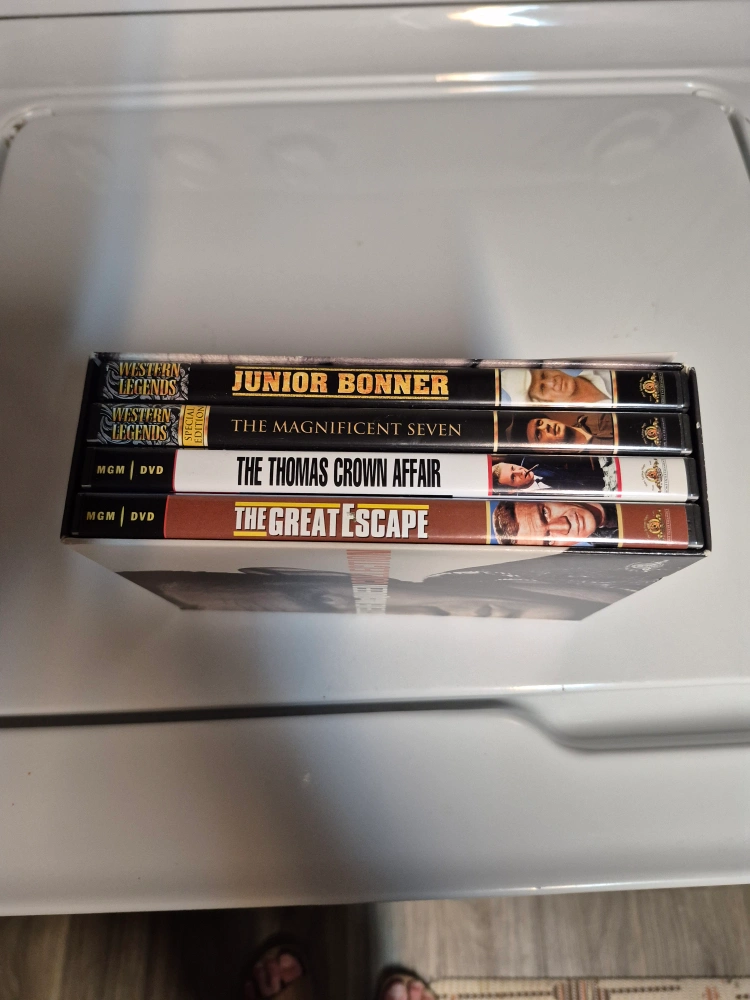 WESTERN LEGENDS JUNIOR BONNER
WESTERN LEGENDS SPECIAL EDITION THE MAGNIFICENT SEVEN
MGM | DVD THE THOMAS CROWN AFFAIR
MGM | DVD THE GREAT ESCAPE